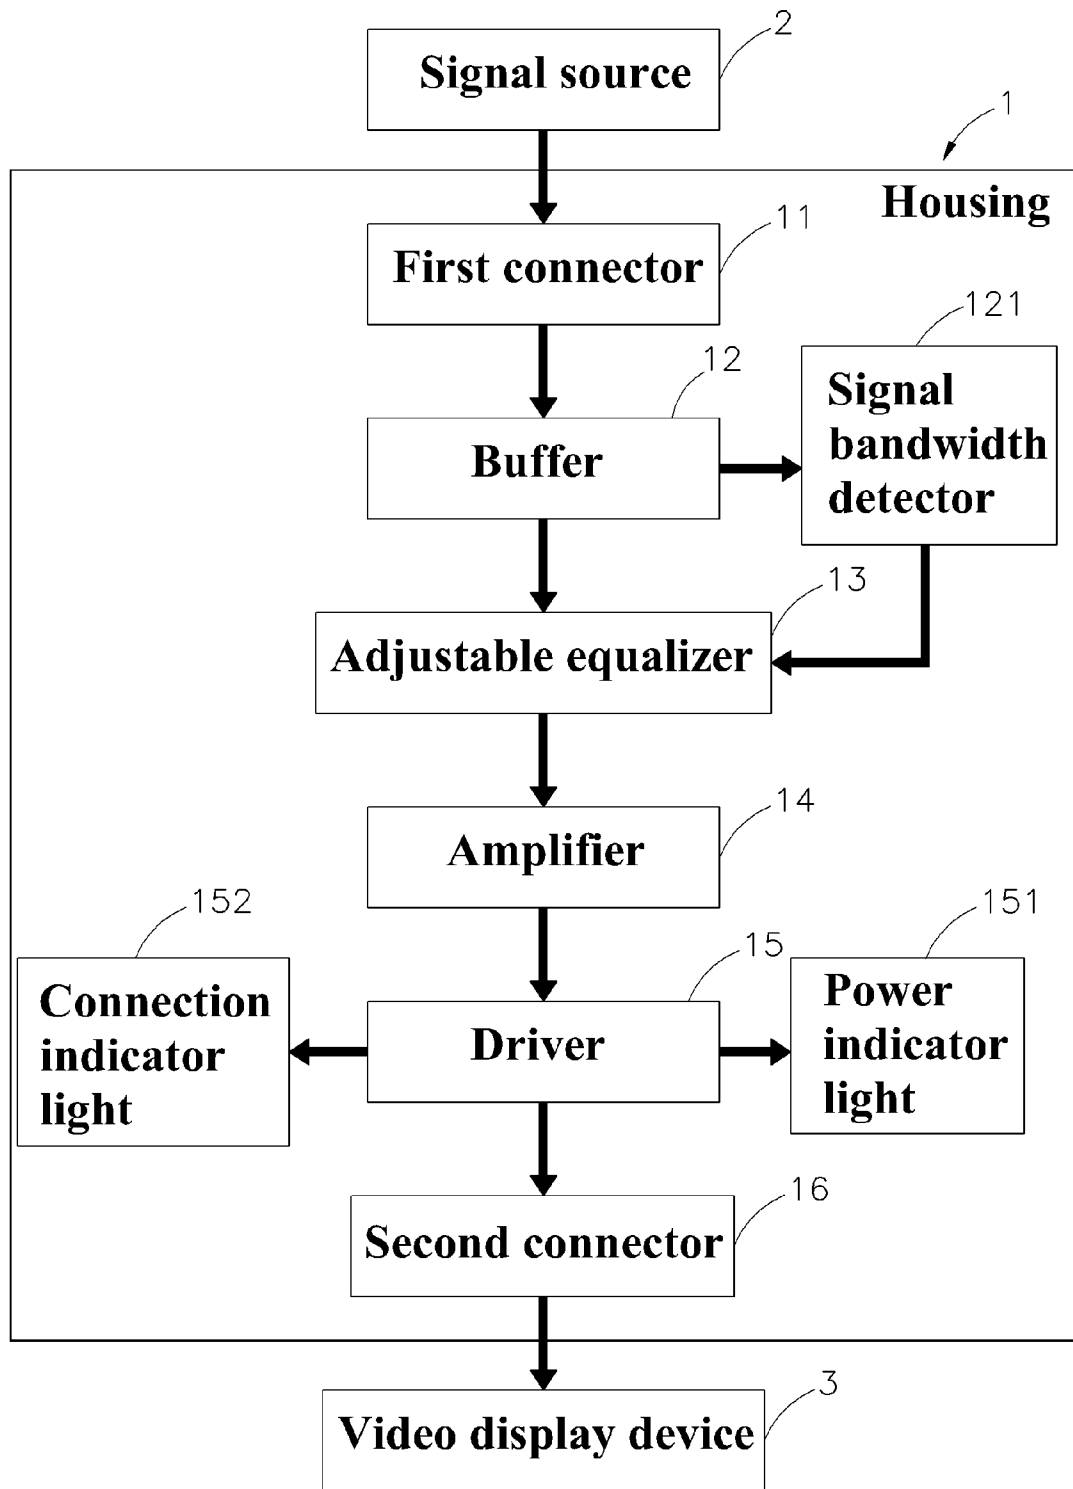 2
Signal source
1
Housing
11
First connector
121
Signal
bandwidth
detector
12
Buffer
13
Adjustable equalizer
14
Amplifier
152
Connection
indicator
light
15
Driver
151
Power
indicator
light
16
Second connector
3
Video display device